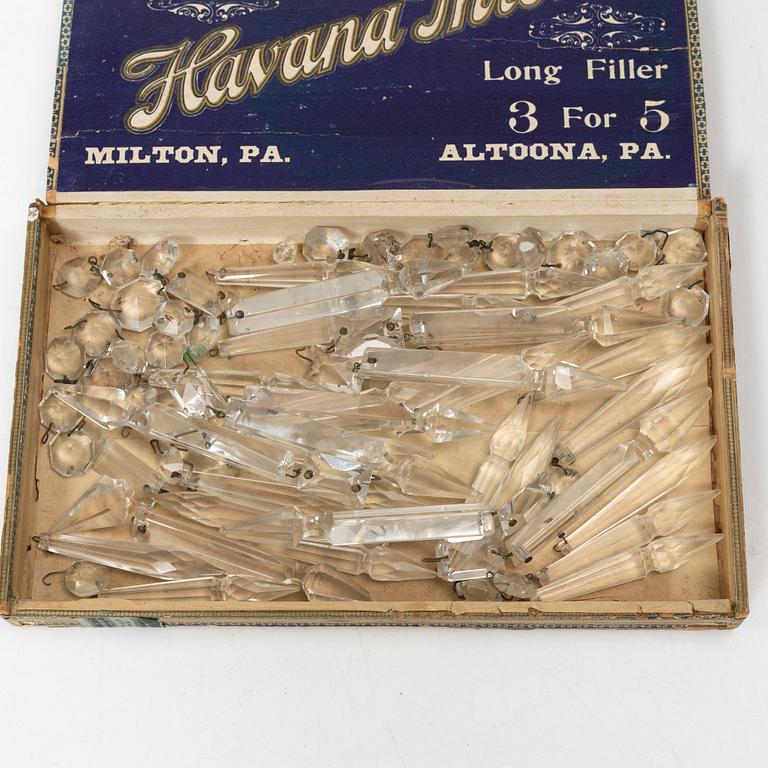 Havana
Long Filler
3 For 5
MILTON, PA.
ALTOONA, PA.